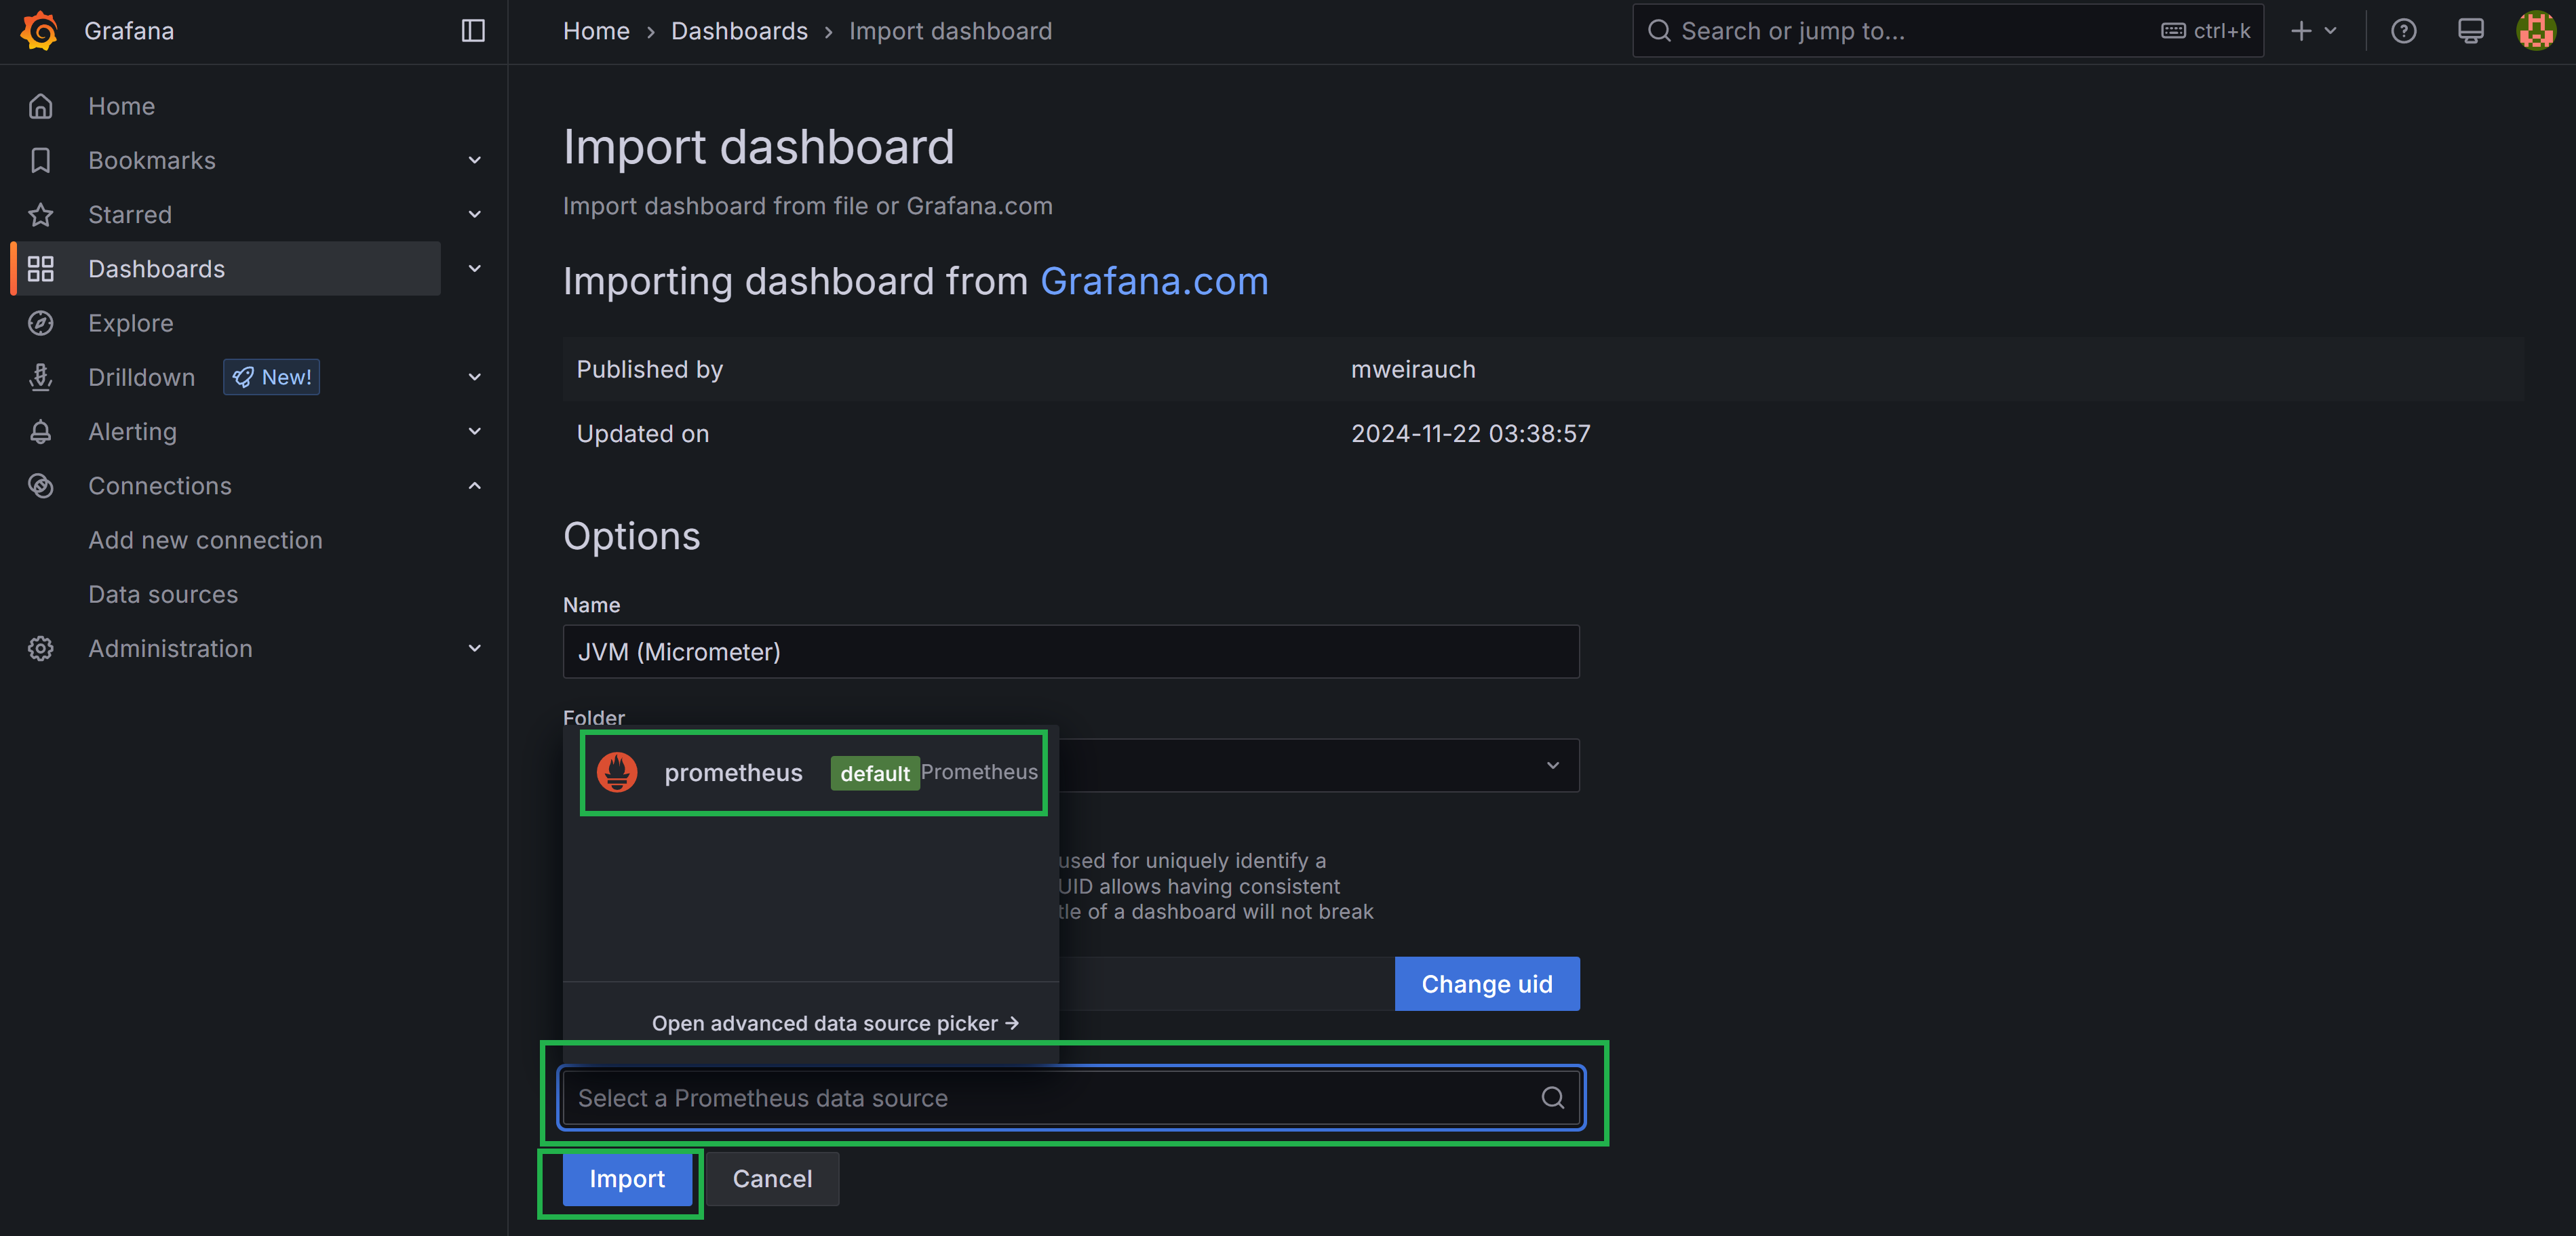 Grafana
Home › Dashboards › Import dashboard
Search or jump to...
ctrl+k
Home
Bookmarks
Starred
Dashboards
Explore
Drilldown
New!
Alerting
Connections
Add new connection
Data sources
Administration
Import dashboard
Import dashboard from file or Grafana.com
Importing dashboard from Grafana.com
Published by mweirauch
Updated on 2024-11-22 03:38:57
Options
Name
JVM (Micrometer)
Folder
prometheus default Prometheus
used for uniquely identify a
UID allows having consistent
tle of a dashboard will not break
Change uid
Open advanced data source picker →
Select a Prometheus data source
Import
Cancel